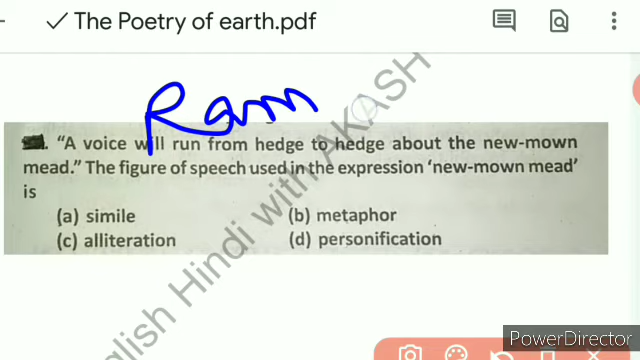 ✓ The Poetry of earth.pdf
Ram
"A voice will run from hedge to hedge about the new-mown
mead." The figure of speech used in the expression 'new-mown mead'
is
(a) simile (b) metaphor
(c) alliteration (d) personification
glish Hindi with AKASH
PowerDirector